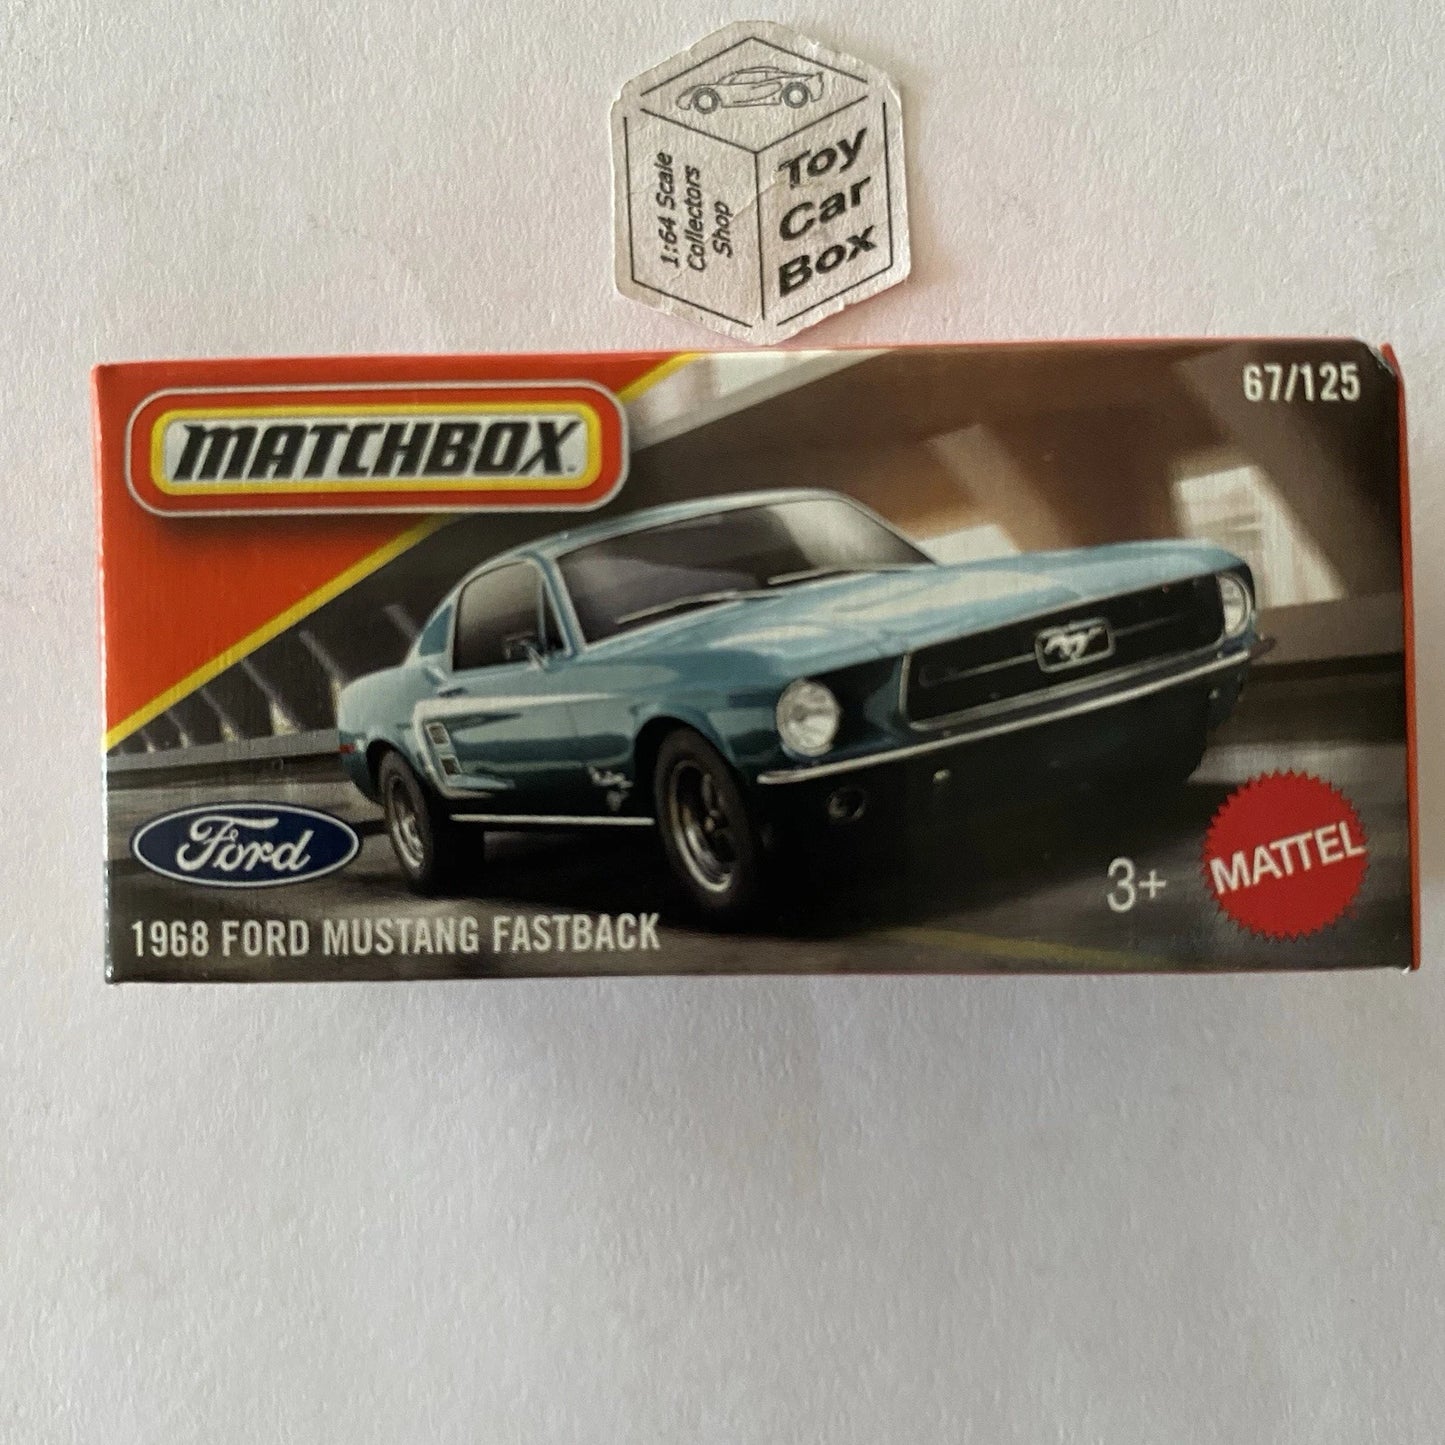 1:64 Scale
Collectors
Shop
Toy
Car
Box
MATCHBOX
67/125
Ford
1968 FORD MUSTANG FASTBACK
3+
MATTEL